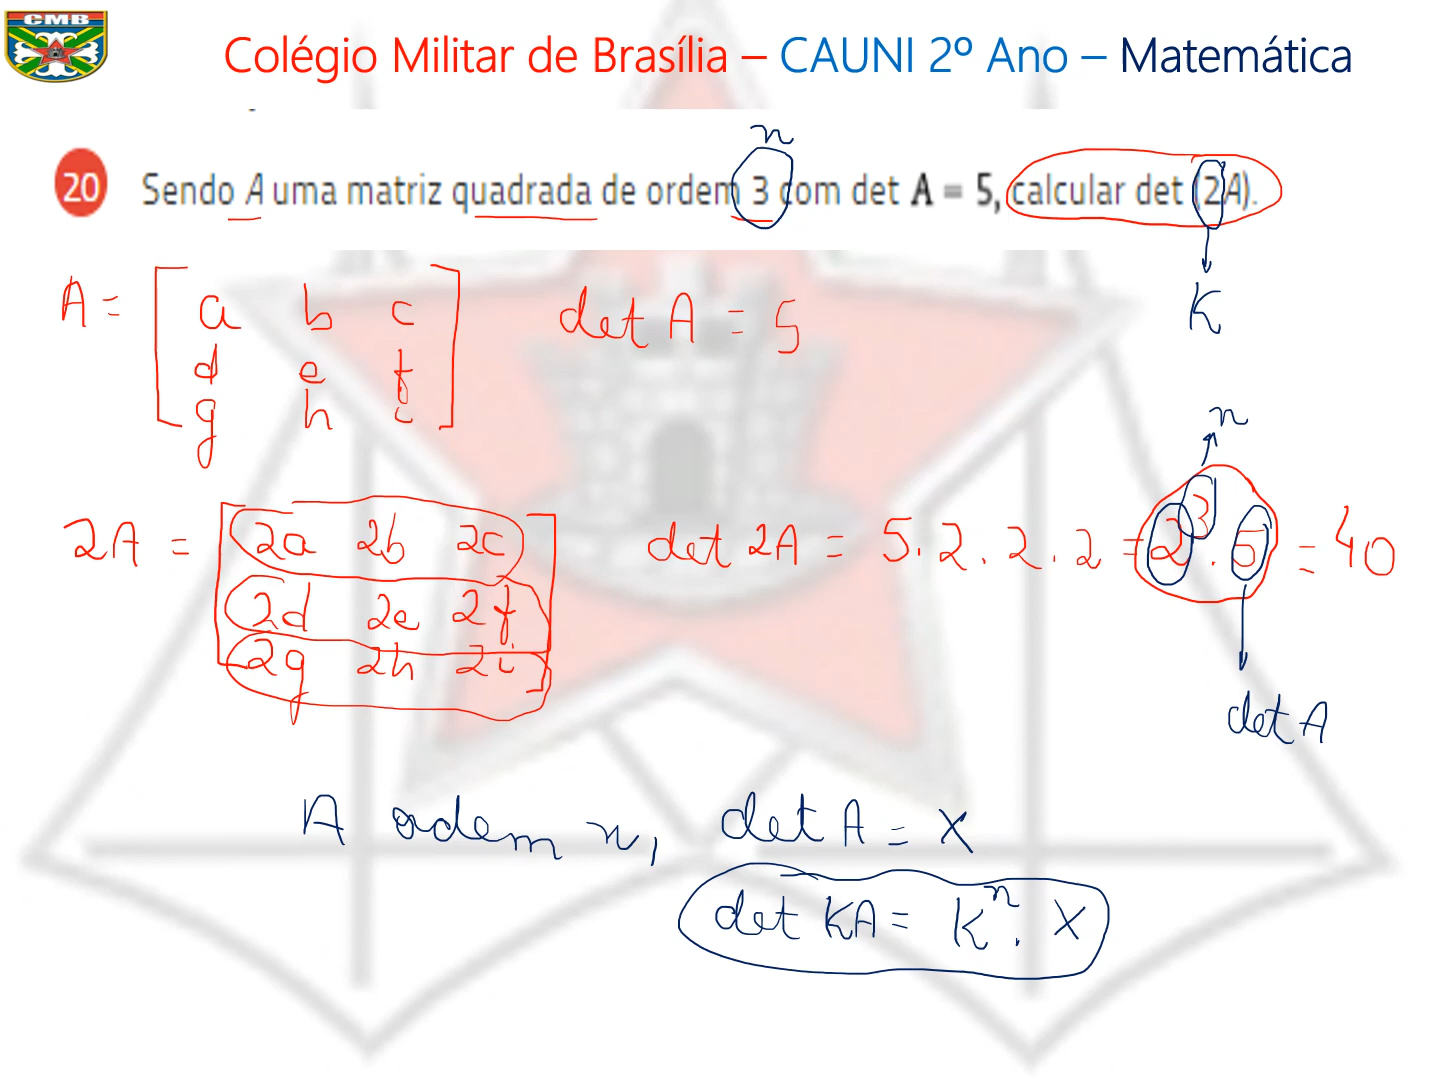 CMB
Colégio Militar de Brasília – CAUNI 2º Ano – Matemática
n
20 Sendo A uma matriz quadrada de ordem 3 com det A = 5, calcular det (2A).
K
A = [ a b c
d e f
g h i ]
det A = 5
n
2A = [ 2a 2b 2c
2d 2e 2f
2g 2h 2i ]
det 2A = 5 . 2 . 2 . 2 = 2³ . 5 = 40
det A
A ordem n, det A = x
det KA = Kⁿ . x